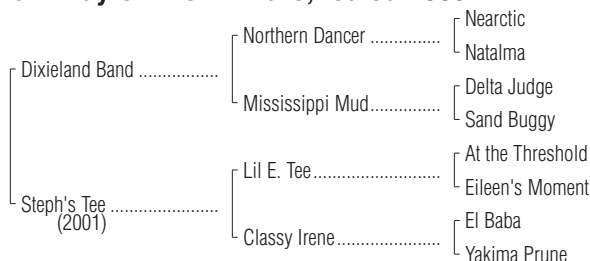 Nearctic
Northern Dancer ................
Natalma
Dixieland Band ..................
Delta Judge
Mississippi Mud................
Sand Buggy
At the Threshold
Lil E. Tee.............................
Eileen's Moment
Steph's Tee ........................
(2001)
El Baba
Classy Irene.......................
Yakima Prune